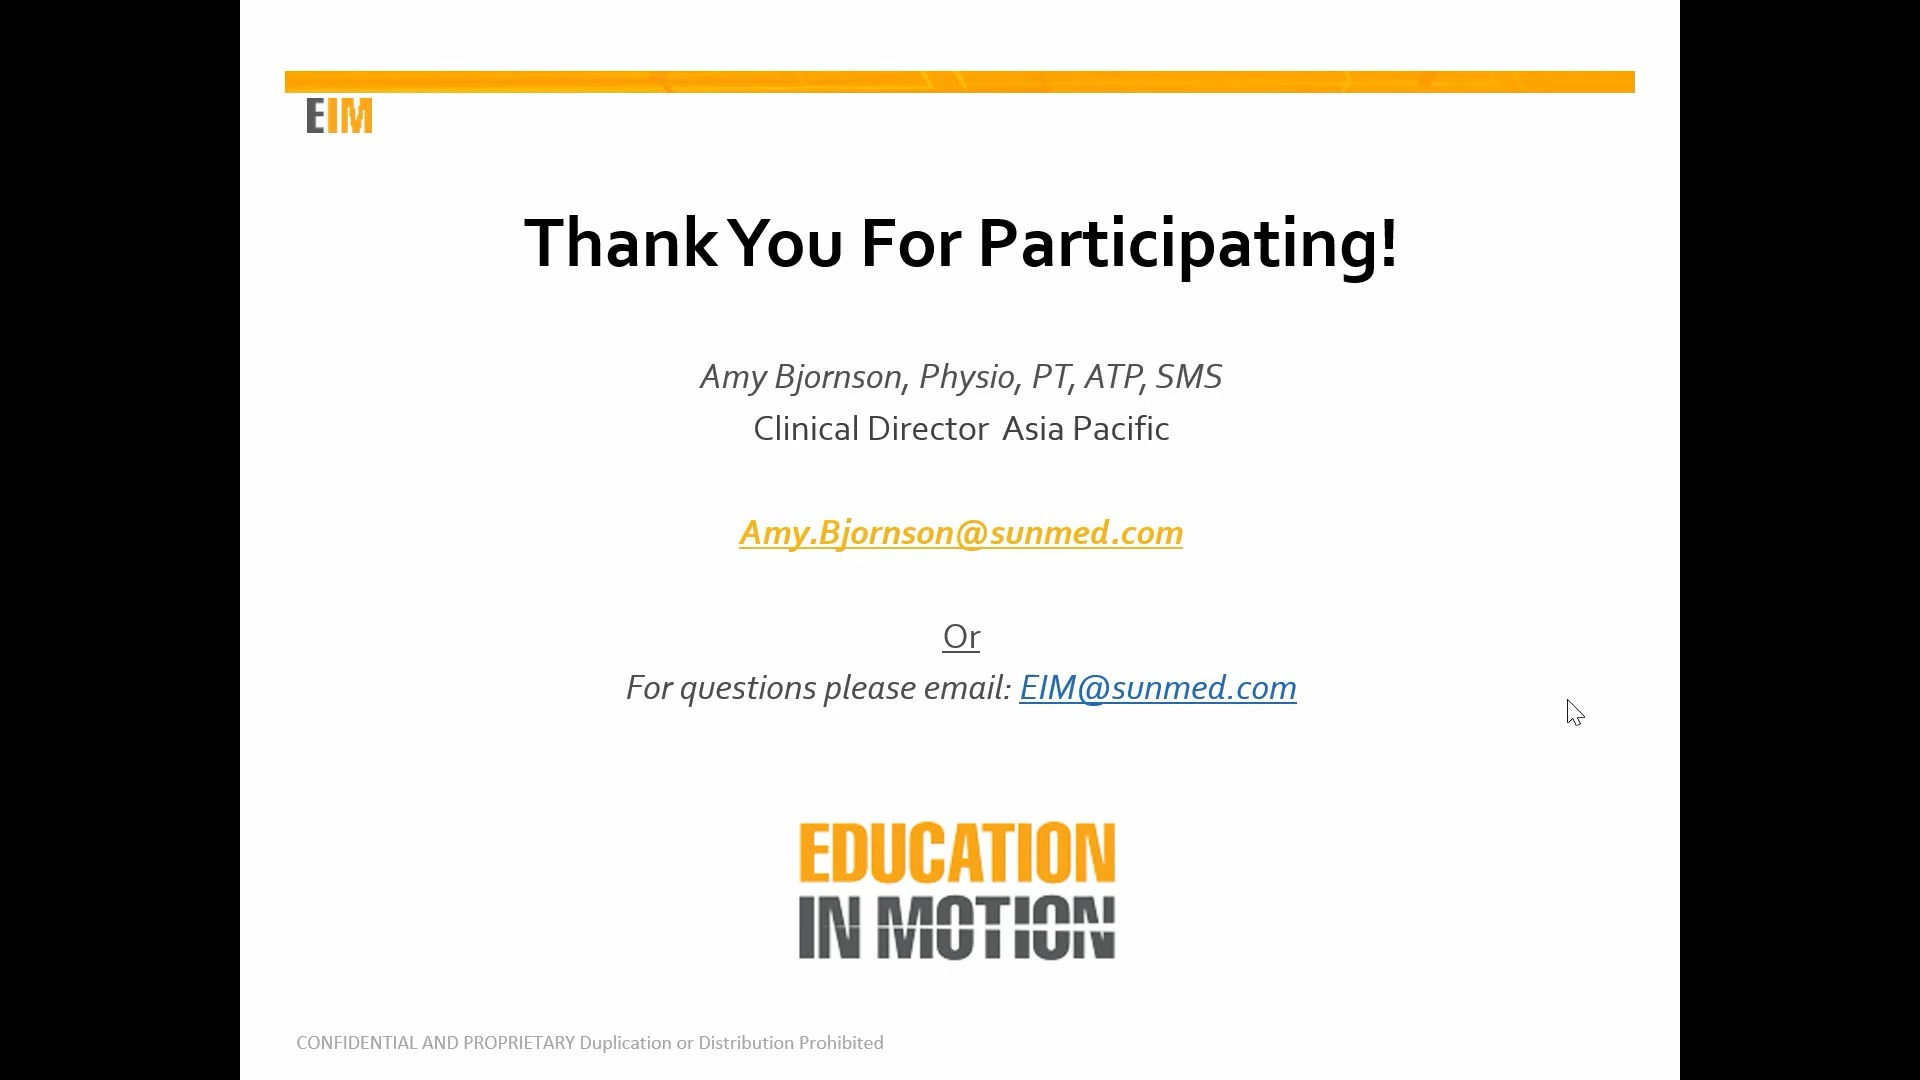 EIM
Thank You For Participating!
Amy Bjornson, Physio, PT, ATP, SMS
Clinical Director Asia Pacific
Amy.Bjornson@sunmed.com
Or
For questions please email: EIM@sunmed.com
EDUCATION
IN MOTION
CONFIDENTIAL AND PROPRIETARY Duplication or Distribution Prohibited